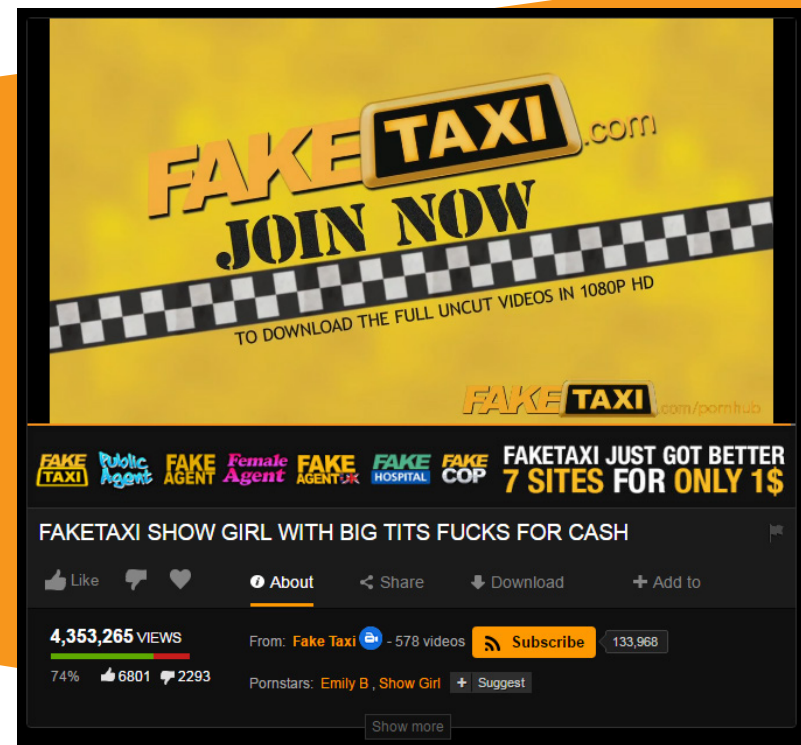 FAKE TAXI .com
JOIN NOW
TO DOWNLOAD THE FULL UNCUT VIDEOS IN 1080P HD
FAKE TAXI .com/pornhub
FAKE TAXI Public Agent FAKE AGENT Female Agent FAKE AGENT UK FAKE HOSPITAL FAKE COP FAKETAXI JUST GOT BETTER
7 SITES FOR ONLY 1$
FAKETAXI SHOW GIRL WITH BIG TITS FUCKS FOR CASH
Like About Share Download + Add to
4,353,265 VIEWS From: Fake Taxi - 578 videos Subscribe 133,968
74% 6801 2293 Pornstars: Emily B , Show Girl + Suggest
Show more